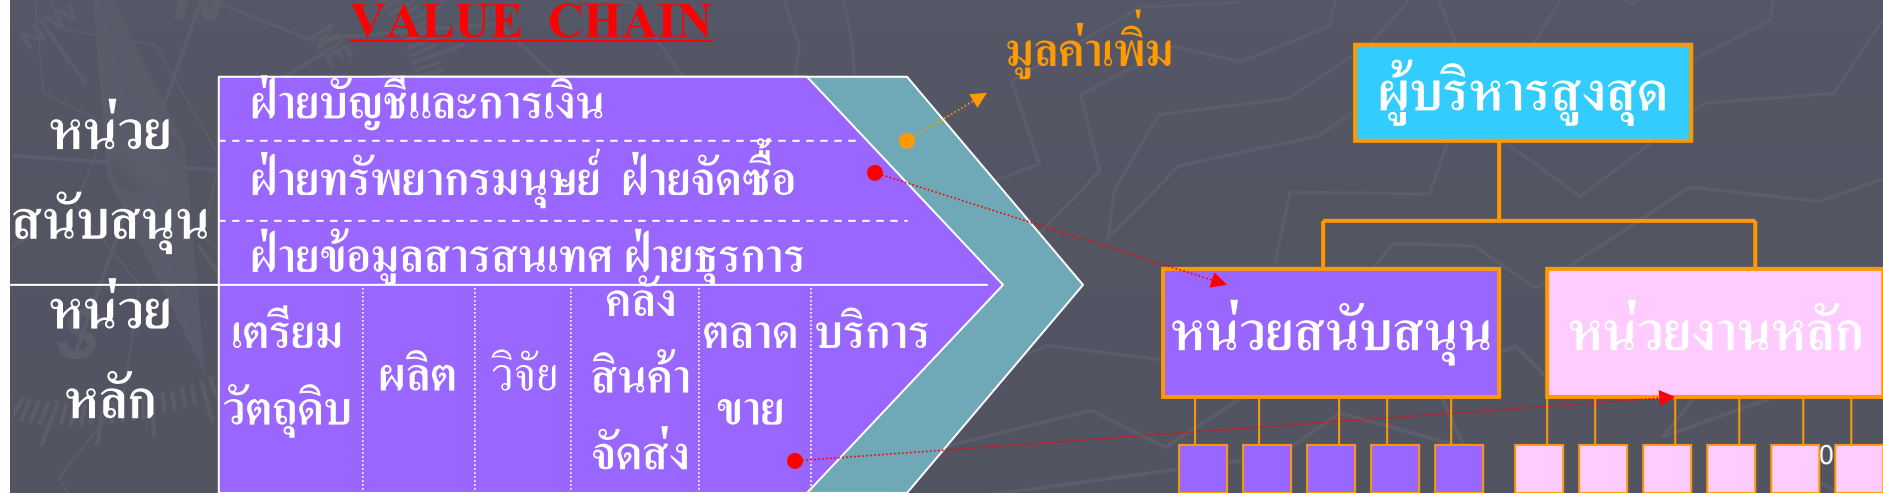 VALUE CHAIN
มูลค่าเพิ่ม
ผู้บริหารสูงสุด
หน่วย
สนับสนุน
ฝ่ายบัญชีและการเงิน
ฝ่ายทรัพยากรมนุษย์ ฝ่ายจัดซื้อ
ฝ่ายข้อมูลสารสนเทศ ฝ่ายธุรการ
หน่วย
หลัก
เตรียม
วัตถุดิบ
ผลิต
วิจัย
คลัง
สินค้า
จัดส่ง
ตลาด
ขาย
บริการ
หน่วยสนับสนุน
หน่วยงานหลัก
0